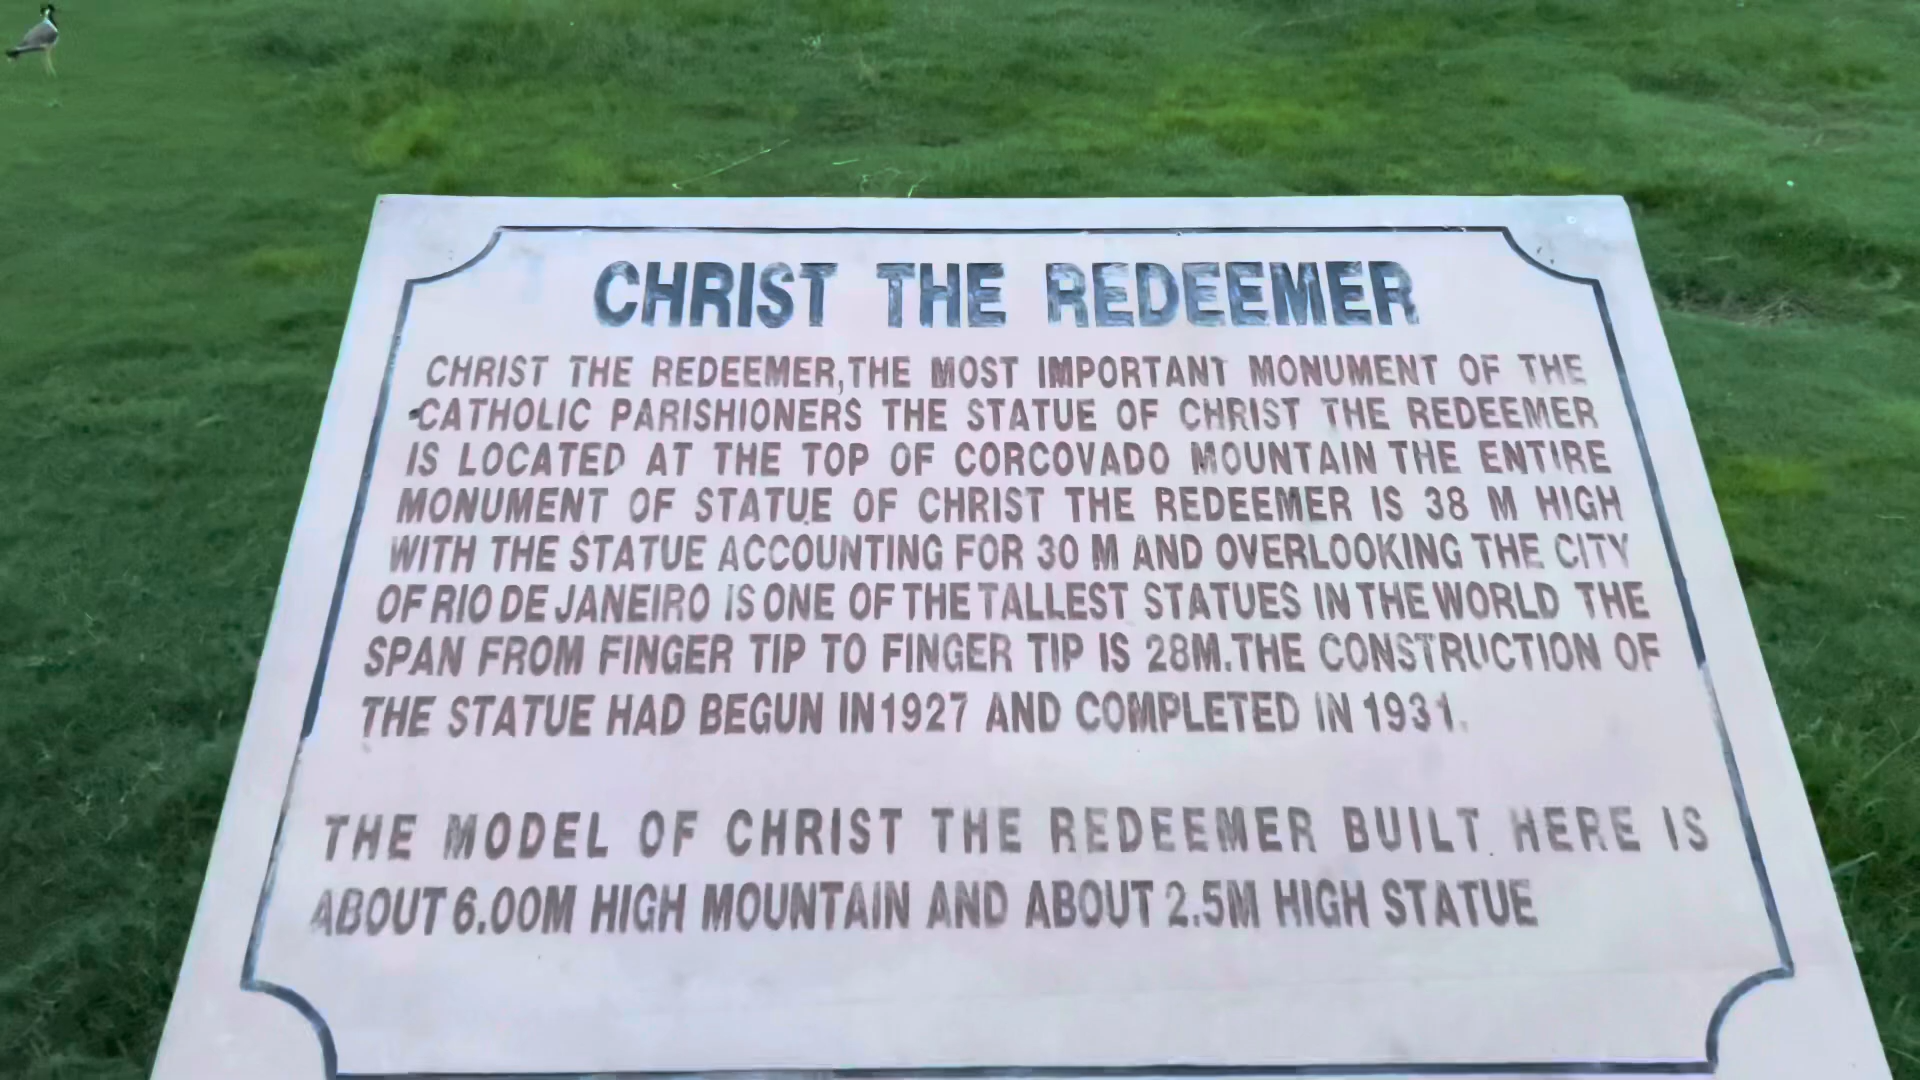 CHRIST THE REDEEMER
CHRIST THE REDEEMER,THE MOST IMPORTANT MONUMENT OF THE
CATHOLIC PARISHIONERS THE STATUE OF CHRIST THE REDEEMER
IS LOCATED AT THE TOP OF CORCOVADO MOUNTAIN THE ENTIRE
MONUMENT OF STATUE OF CHRIST THE REDEEMER IS 38 M HIGH
WITH THE STATUE ACCOUNTING FOR 30 M AND OVERLOOKING THE CITY
OF RIO DE JANEIRO IS ONE OF THE TALLEST STATUES IN THE WORLD THE
SPAN FROM FINGER TIP TO FINGER TIP IS 28M.THE CONSTRUCTION OF
THE STATUE HAD BEGUN IN 1927 AND COMPLETED IN 1931.
THE MODEL OF CHRIST THE REDEEMER BUILT HERE IS
ABOUT 6.00M HIGH MOUNTAIN AND ABOUT 2.5M HIGH STATUE